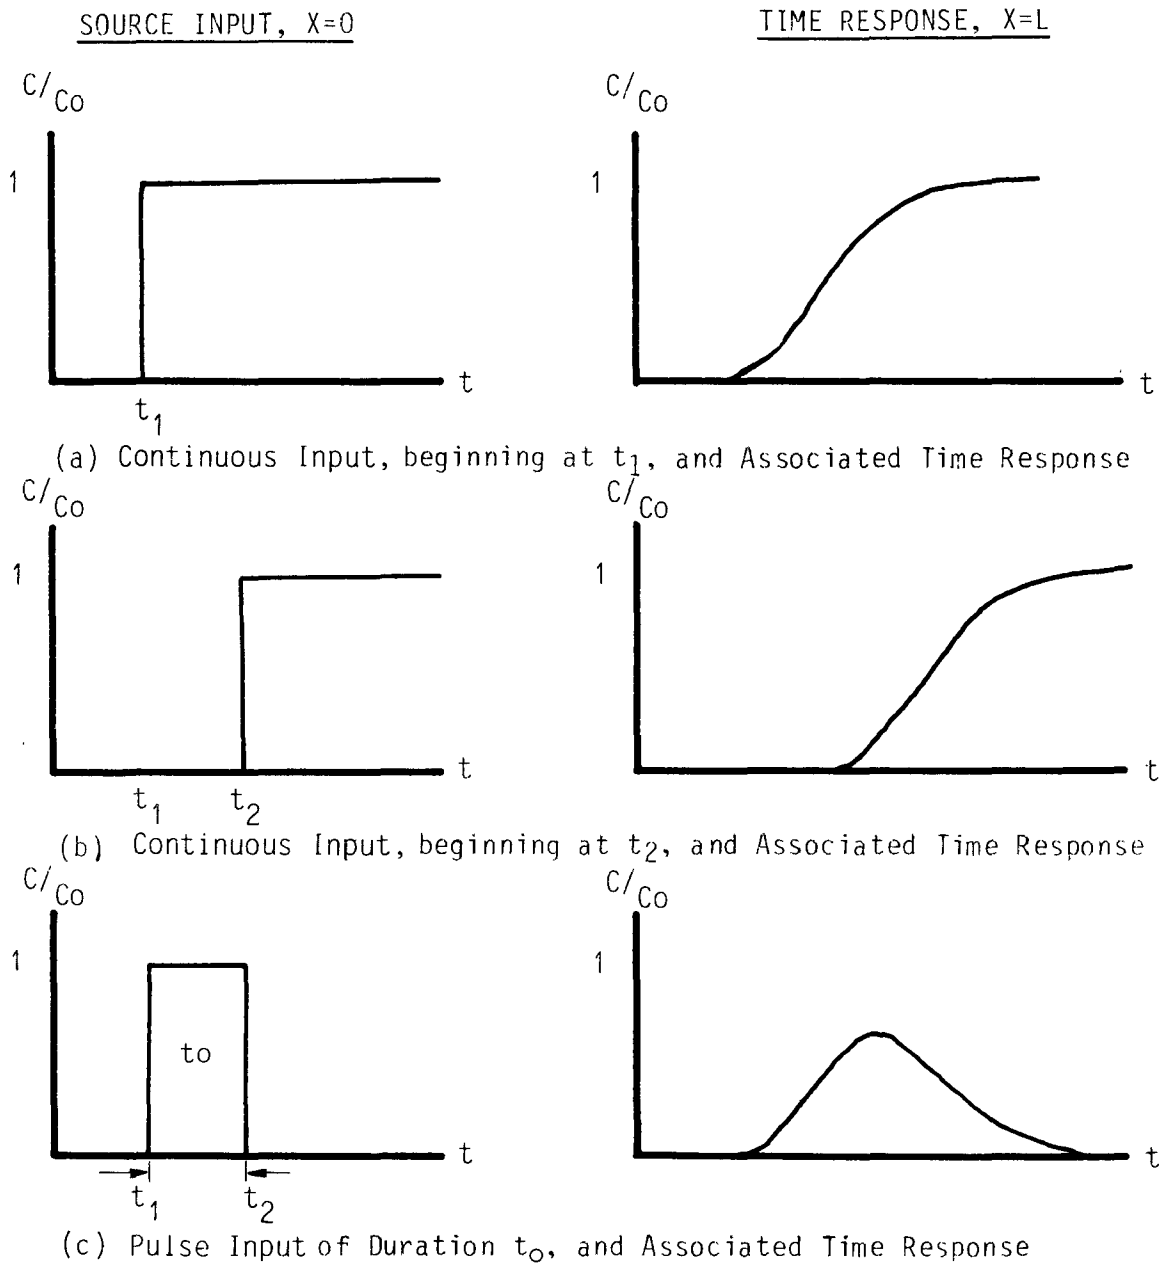 SOURCE INPUT, X=0
TIME RESPONSE, X=L
C/Co
C/Co
1
1
t
t
t1
(a) Continuous Input, beginning at t1, and Associated Time Response
C/Co
C/Co
1
1
t
t
t1
t2
(b) Continuous Input, beginning at t2, and Associated Time Response
C/Co
C/Co
1
1
to
t
t
t1
t2
(c) Pulse Input of Duration to, and Associated Time Response